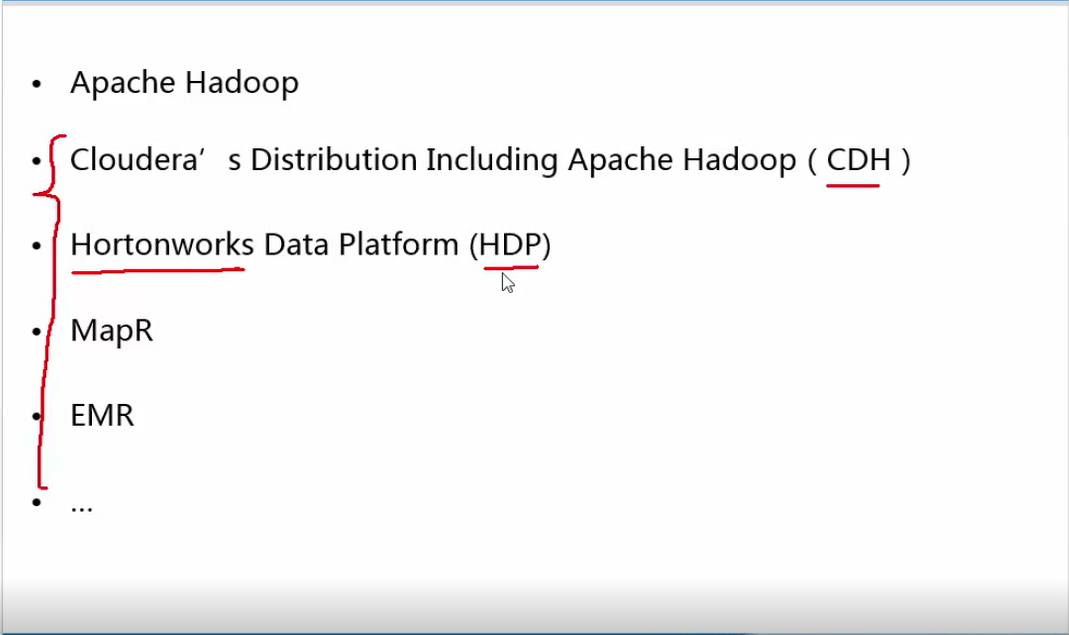 • Apache Hadoop
• Cloudera’s Distribution Including Apache Hadoop ( CDH )
• Hortonworks Data Platform (HDP)
• MapR
• EMR
• ...